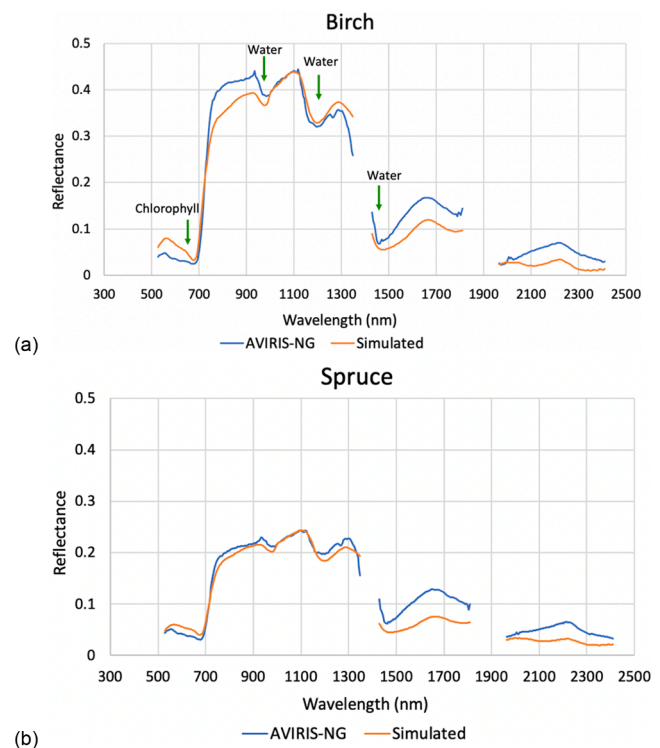 Birch
0.5
Water
Water
0.4
0.3
Reflectance
0.2
Water
Chlorophyll
0.1
0
300 500 700 900 1100 1300 1500 1700 1900 2100 2300 2500
Wavelength (nm)
AVIRIS-NG Simulated
(a)
Spruce
0.5
0.4
0.3
Reflectance
0.2
0.1
0
300 500 700 900 1100 1300 1500 1700 1900 2100 2300 2500
Wavelength (nm)
AVIRIS-NG Simulated
(b)